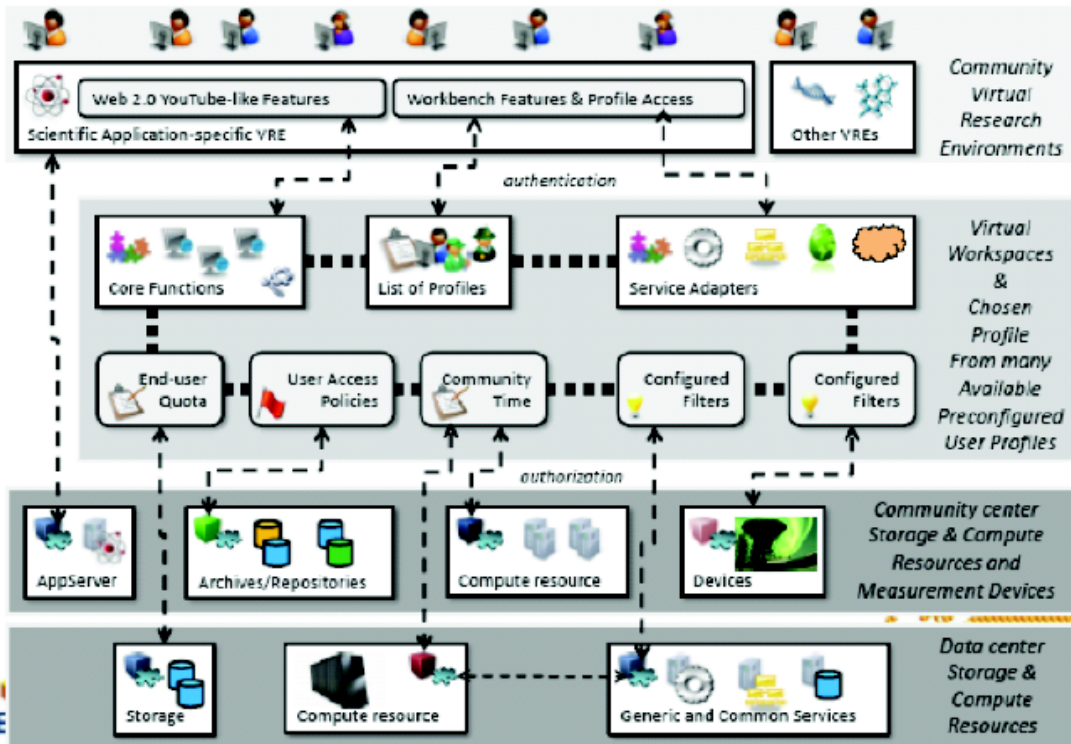 Web 2.0 YouTube-like Features
Workbench Features & Profile Access
Scientific Application-specific VRE
Other VREs
Community
Virtual
Research
Environments
authentication
Core Functions
List of Profiles
Service Adapters
Virtual
Workspaces
&
Chosen
Profile
From many
Available
Preconfigured
User Profiles
End-user
Quota
User Access
Policies
Community
Time
Configured
Filters
Configured
Filters
authorization
AppServer
Archives/Repositories
Compute resource
Devices
Community center
Storage & Compute
Resources and
Measurement Devices
Storage
Compute resource
Generic and Common Services
Data center
Storage &
Compute
Resources
E